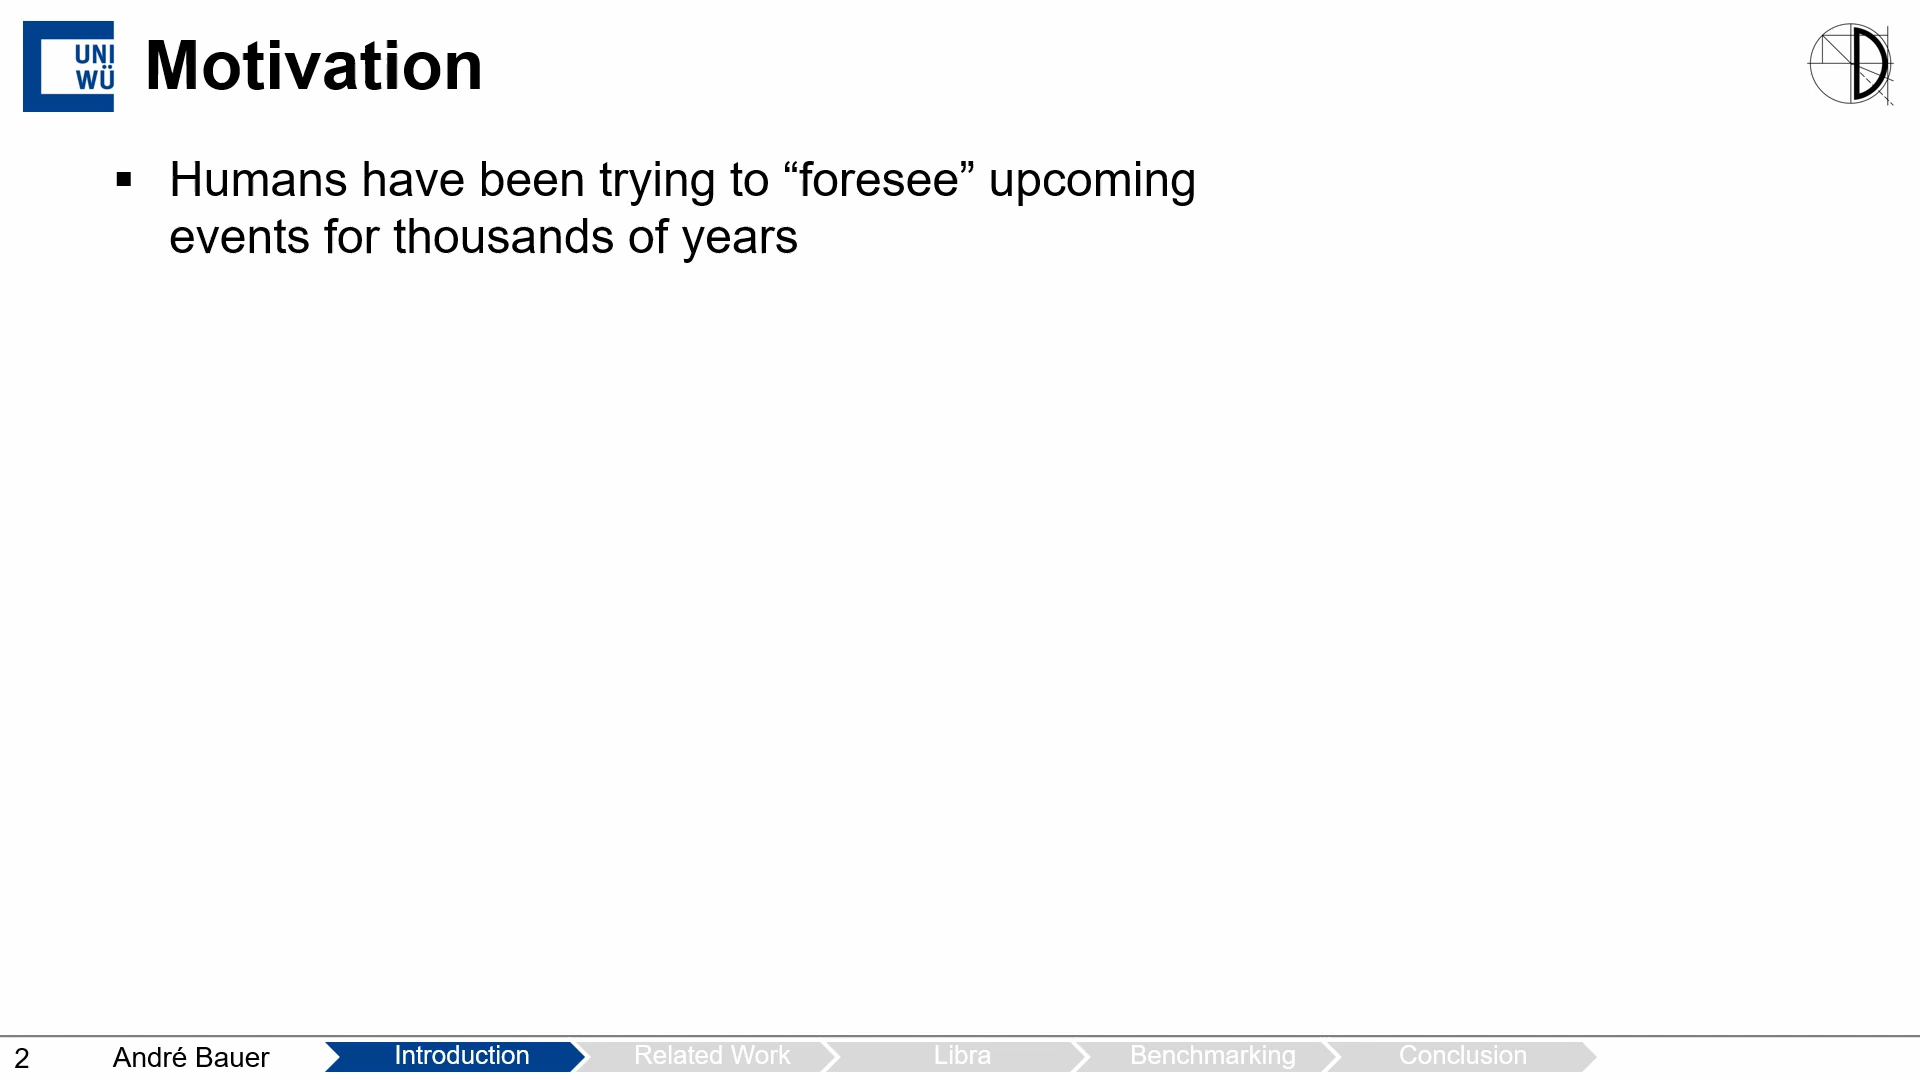 UNI
WÜ
Motivation
▪ Humans have been trying to “foresee” upcoming
events for thousands of years
2 André Bauer Introduction Related Work Libra Benchmarking Conclusion